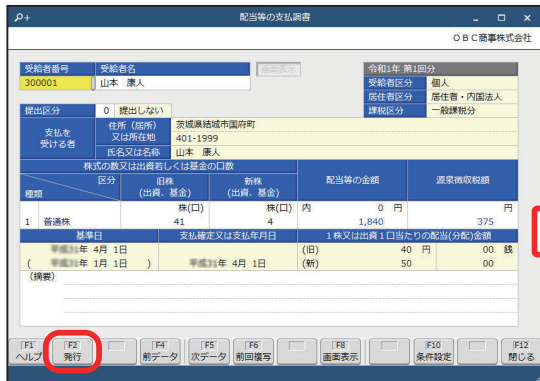 配当等の支払調書
OBC商事株式会社
受給者番号 受給者名 画面表示 令和1年 第1回分
300001 山本 康人 受給者区分 個人
居住者区分 居住者・内国法人
提出区分 0 提出しない 課税区分 一般課税分
支払を受ける者 住所(居所)又は所在地 茨城県結城市国府町
401-1999
氏名又は名称 山本 康人
株式の数又は出資若しくは基金の口数 配当等の金額 源泉徴収税額
種類 区分 旧株(出資、基金) 新株(出資、基金)
株(口) 株(口) 内 0 円 円
1 普通株 41 4 1,840 375
基準日 支払確定又は支払年月日 1株又は出資1口当たりの配当(分配)金額
年 4月 1日 (旧) 40 円 00 銭
( 年 1月 1日 ) 年 4月 1日 (新) 50 00
(摘要)
F1 ヘルプ F2 発行 F4 前データ F5 次データ F6 前回複写 F8 画面表示 F10 条件設定 F12 閉じる